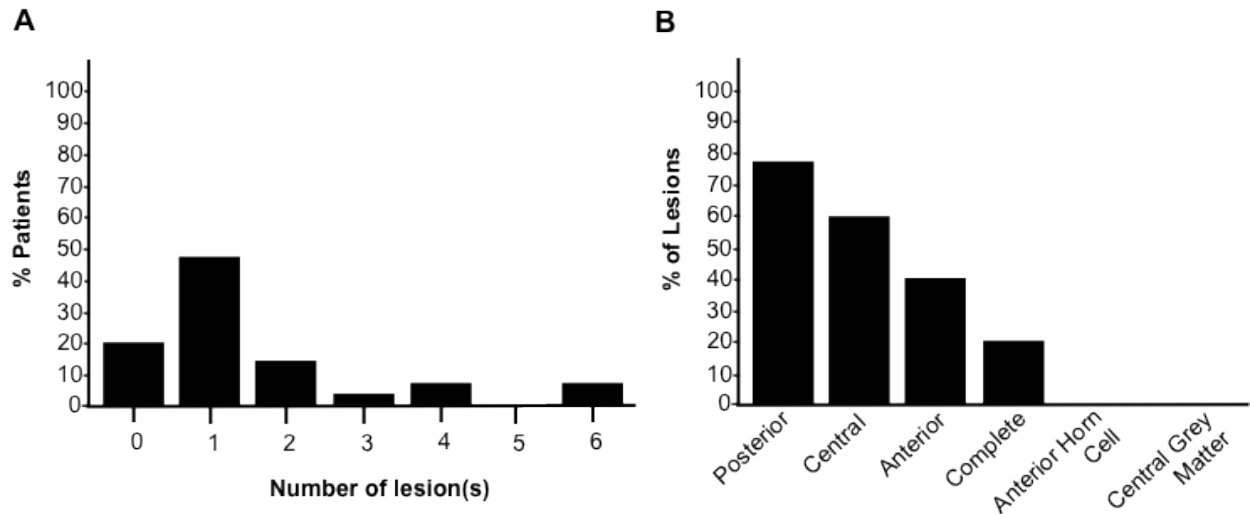 A
100
90
80
70
60
50
40
30
20
10
0
% Patients
0 1 2 3 4 5 6
Number of lesion(s)
B
100
90
80
70
60
50
40
30
20
10
0
% of Lesions
Posterior
Central
Anterior
Complete
Anterior Horn
Cell
Central Grey
Matter